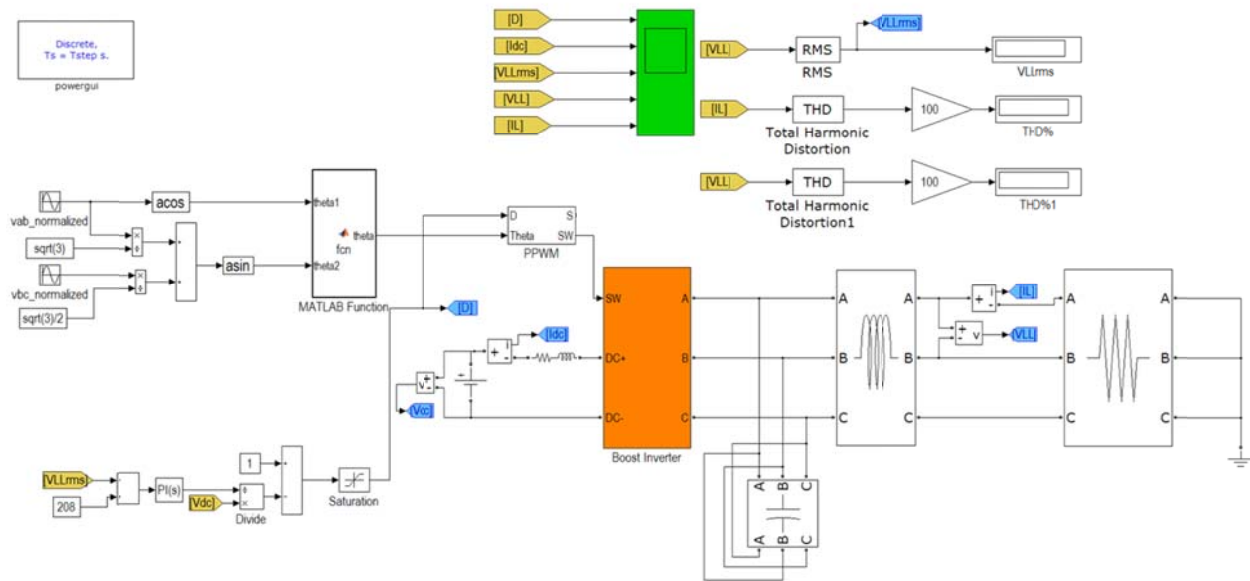 Discrete,
Ts = Tstep s.
powergui
[D]
[Idc]
[VLLrms]
[VLL]
[IL]
[VLL]
RMS
RMS
[VLLrms]
VLLrms
[IL]
THD
Total Harmonic
Distortion
100
THD%
[VLL]
THD
Total Harmonic
Distortion1
100
THD%1
vab_normalized
acos
sqrt(3)
× ÷
vbc_normalized
× ÷
sqrt(3)/2
asin
theta1
theta2
theta
fcn
MATLAB Function
D
Theta
S
SW
PPWM
[D]
[Idc]
+ - i
+ - v
[Vdc]
SW
DC+
DC-
A
B
C
Boost Inverter
A
B
C
A
B
C
+ - i
[IL]
+ - v
[VLL]
A
B
C
A
B
C
A B C
A B C
[VLLrms]
208
PI(s)
[Vdc]
÷ ×
Divide
1
Saturation